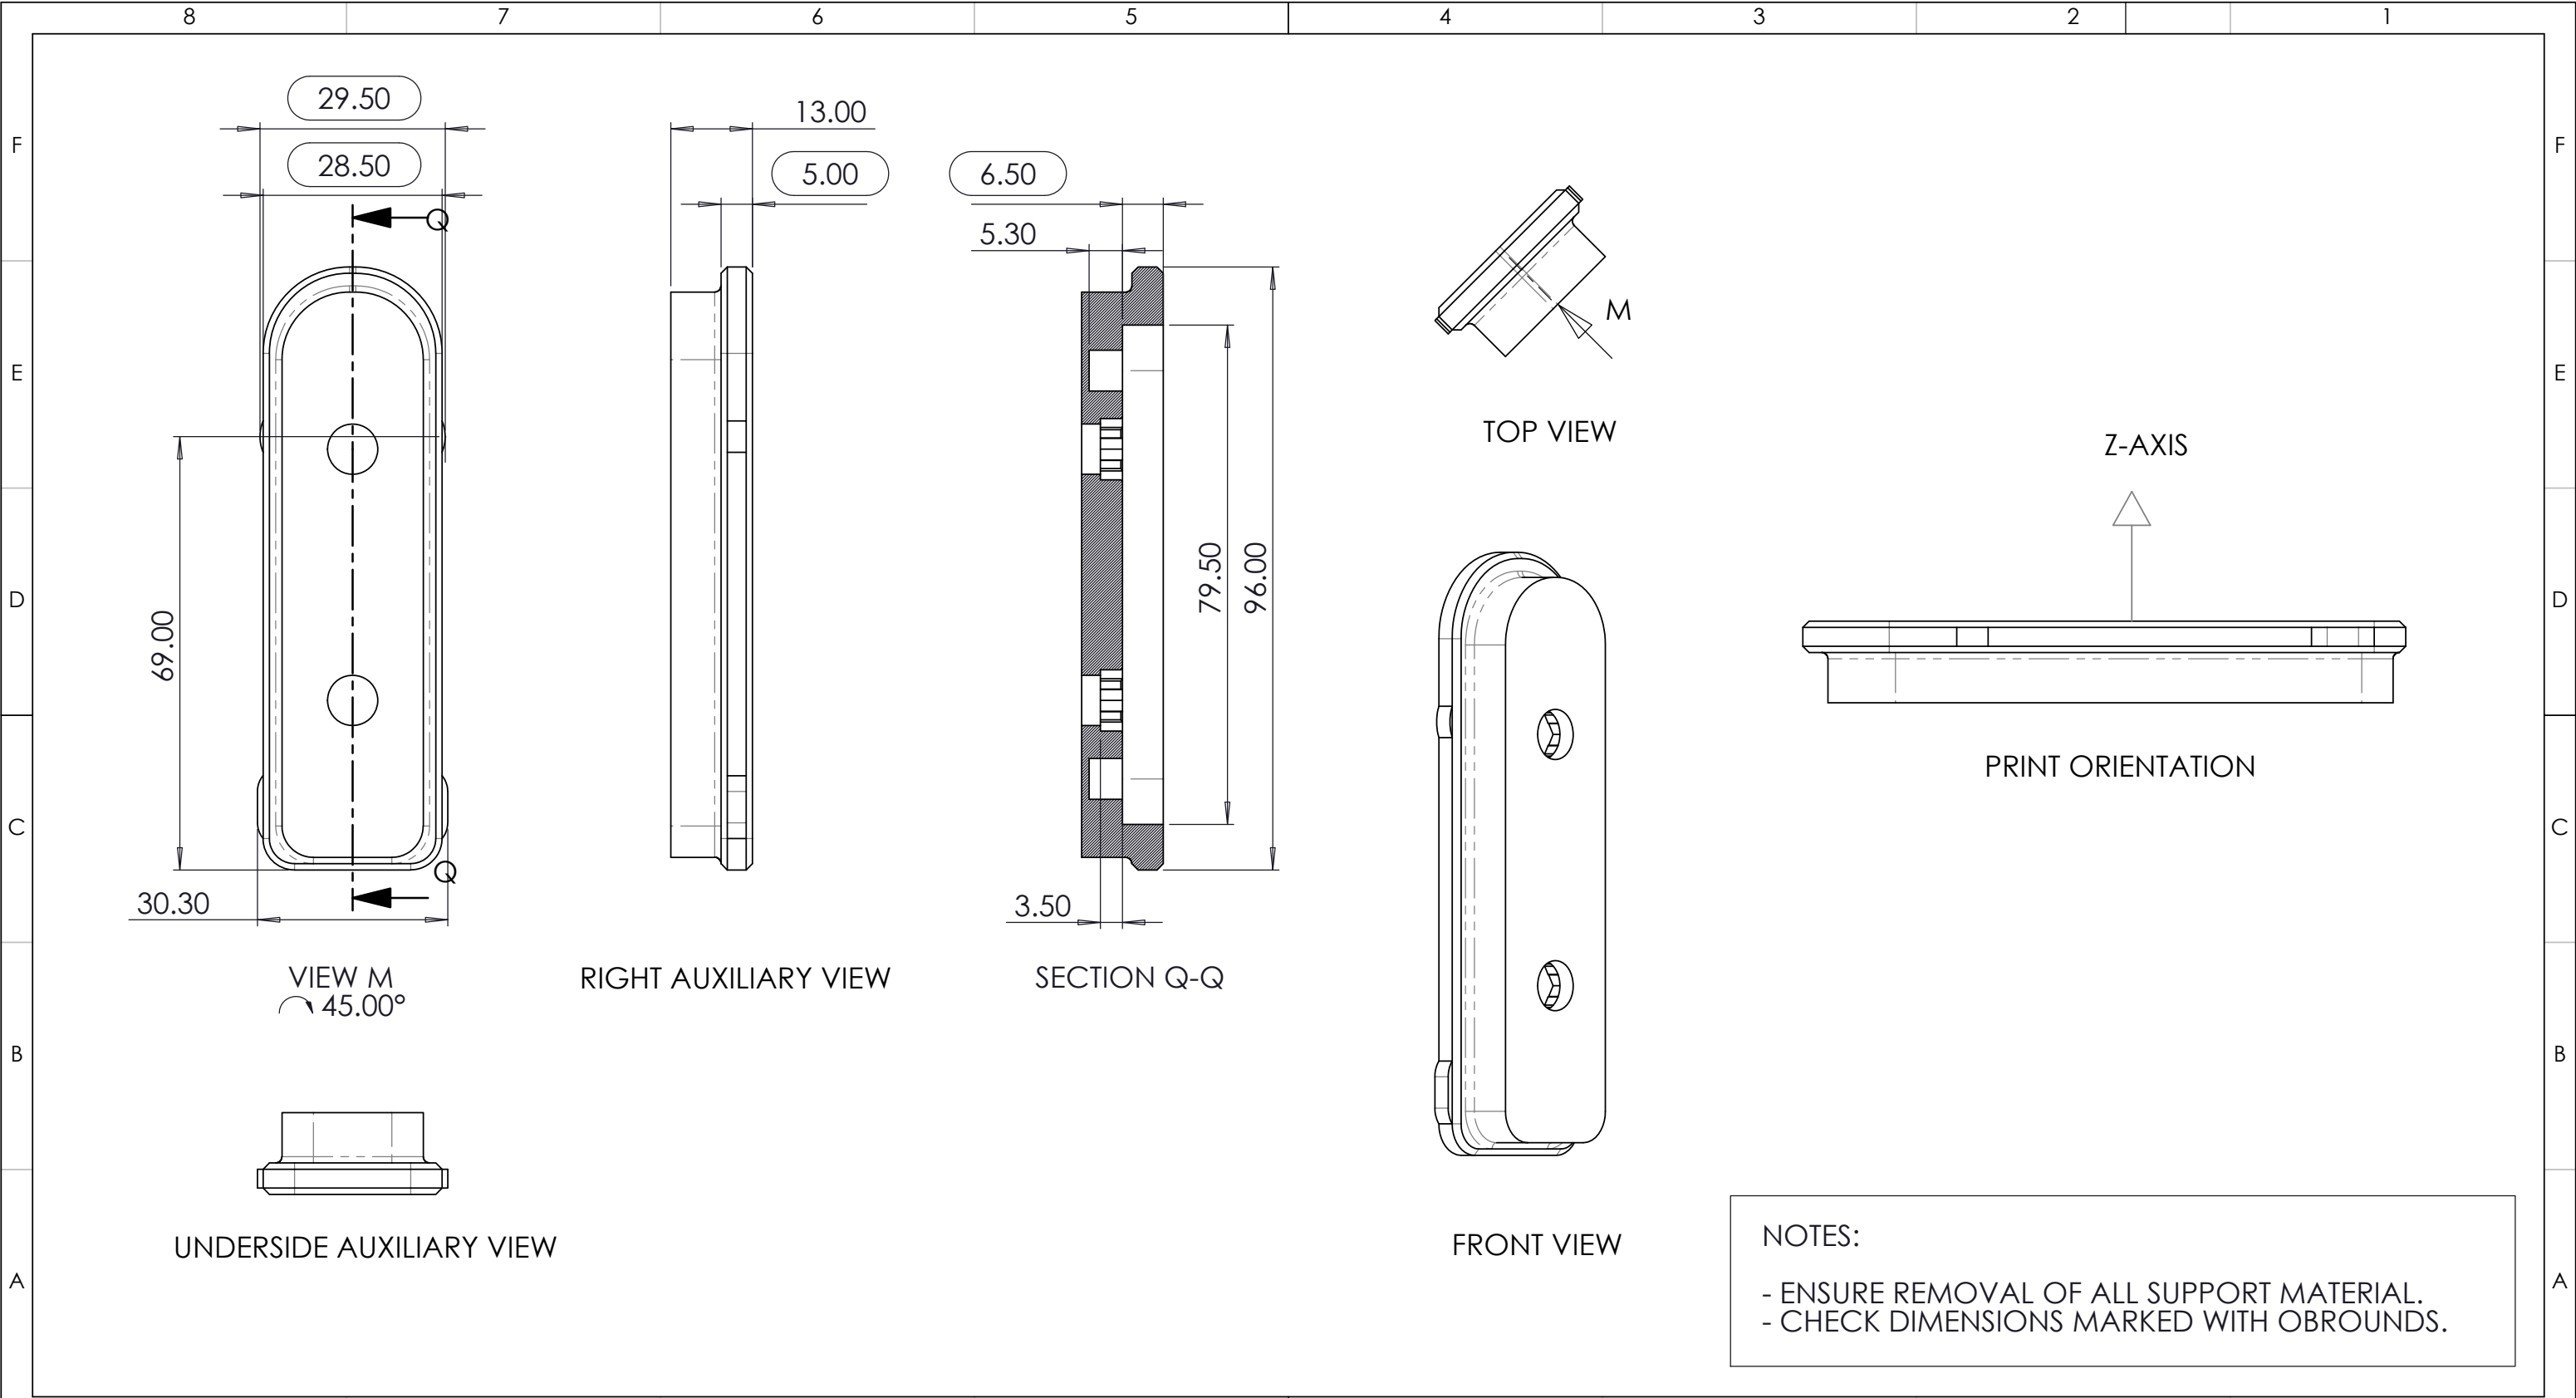 8 7 6 5 4 3 2 1
F
E
D
C
B
A
F
E
D
C
B
A
29.50
28.50
Q
69.00
Q
30.30
VIEW M
45.00°
13.00
5.00
RIGHT AUXILIARY VIEW
6.50
5.30
79.50
96.00
3.50
SECTION Q-Q
M
TOP VIEW
Z-AXIS
PRINT ORIENTATION
UNDERSIDE AUXILIARY VIEW
FRONT VIEW
NOTES:
- ENSURE REMOVAL OF ALL SUPPORT MATERIAL.
- CHECK DIMENSIONS MARKED WITH OBROUNDS.